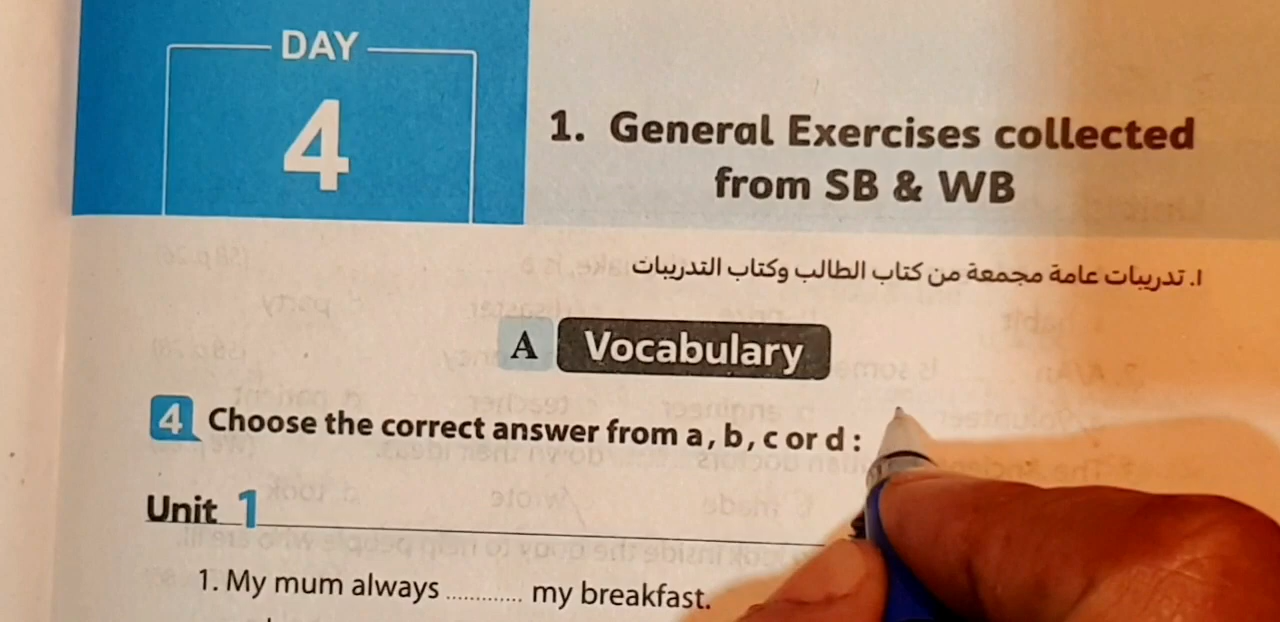 DAY
4
1. General Exercises collected
from SB & WB
١. تدريبات عامة مجمعة من كتاب الطالب وكتاب التدريبات
A Vocabulary
4 Choose the correct answer from a, b, c or d :
Unit 1
1. My mum always ............. my breakfast.